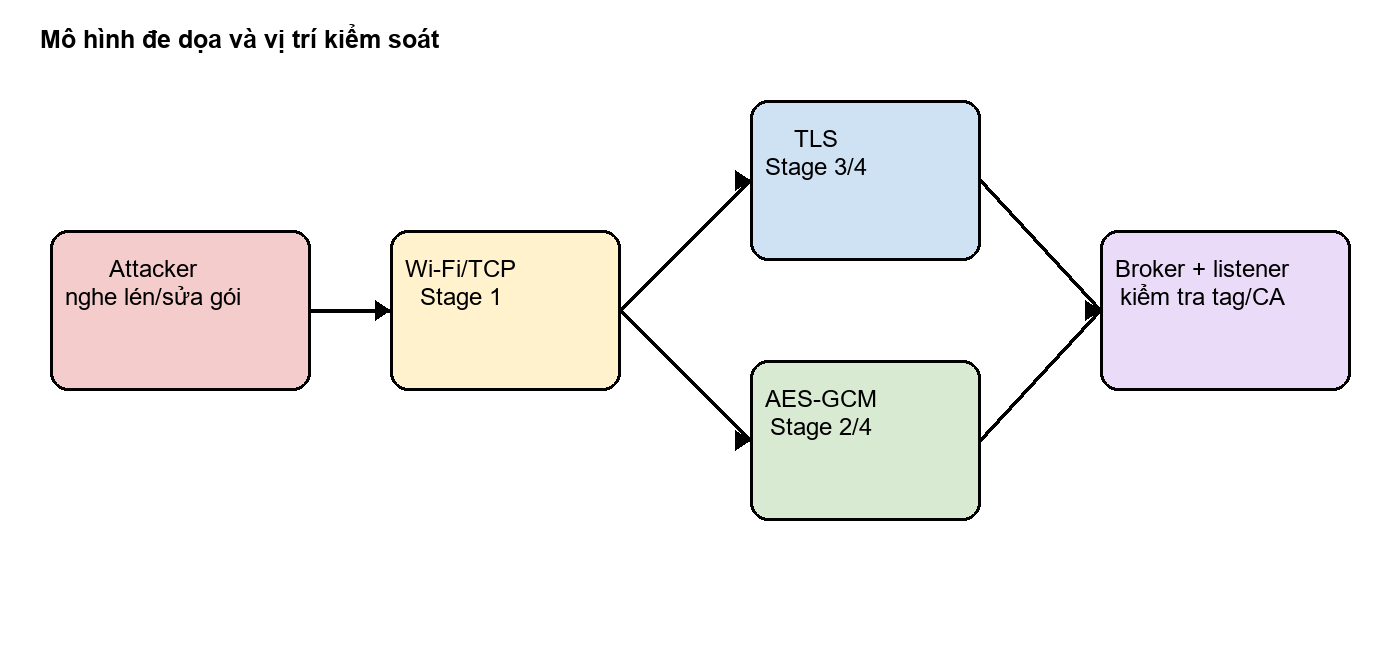 Mô hình đe dọa và vị trí kiểm soát
Attacker
nghe lén/sửa gói
Wi-Fi/TCP
Stage 1
TLS
Stage 3/4
AES-GCM
Stage 2/4
Broker + listener
kiểm tra tag/CA